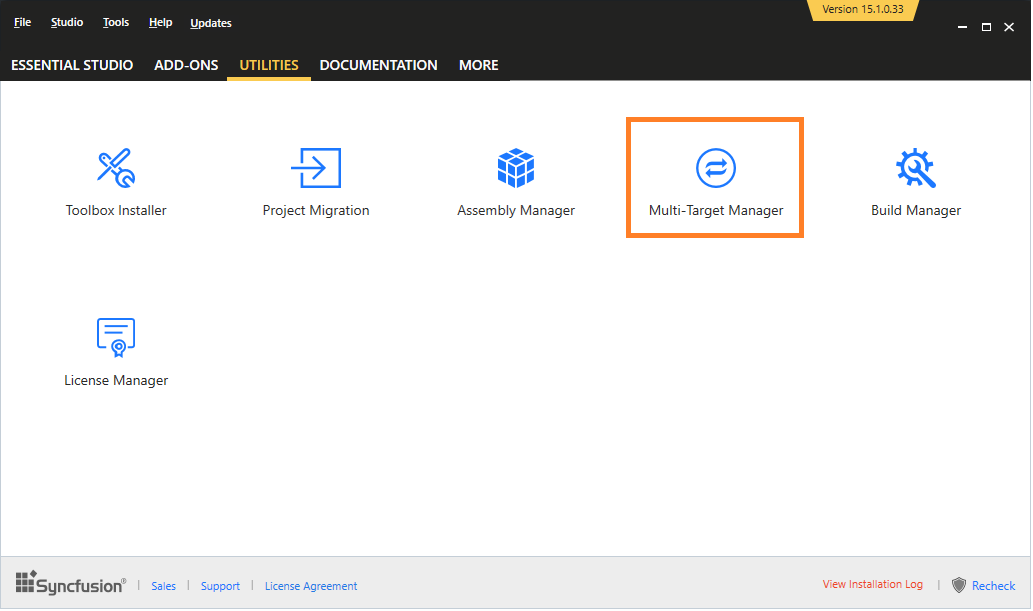 File Studio Tools Help Updates
Version 15.1.0.33
ESSENTIAL STUDIO ADD-ONS UTILITIES DOCUMENTATION MORE
Toolbox Installer Project Migration Assembly Manager Multi-Target Manager Build Manager
License Manager
Syncfusion® | Sales | Support | License Agreement View Installation Log | Recheck